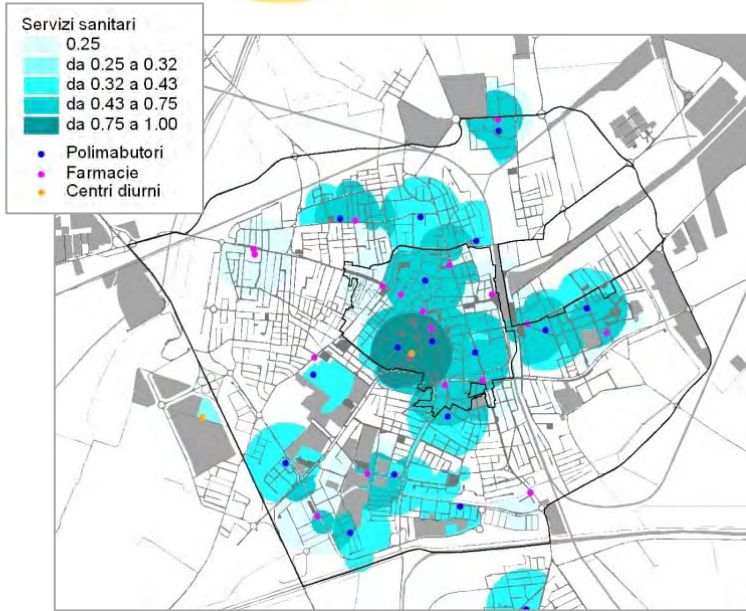 Servizi sanitari
0.25
da 0.25 a 0.32
da 0.32 a 0.43
da 0.43 a 0.75
da 0.75 a 1.00
Polimabutori
Farmacie
Centri diurni